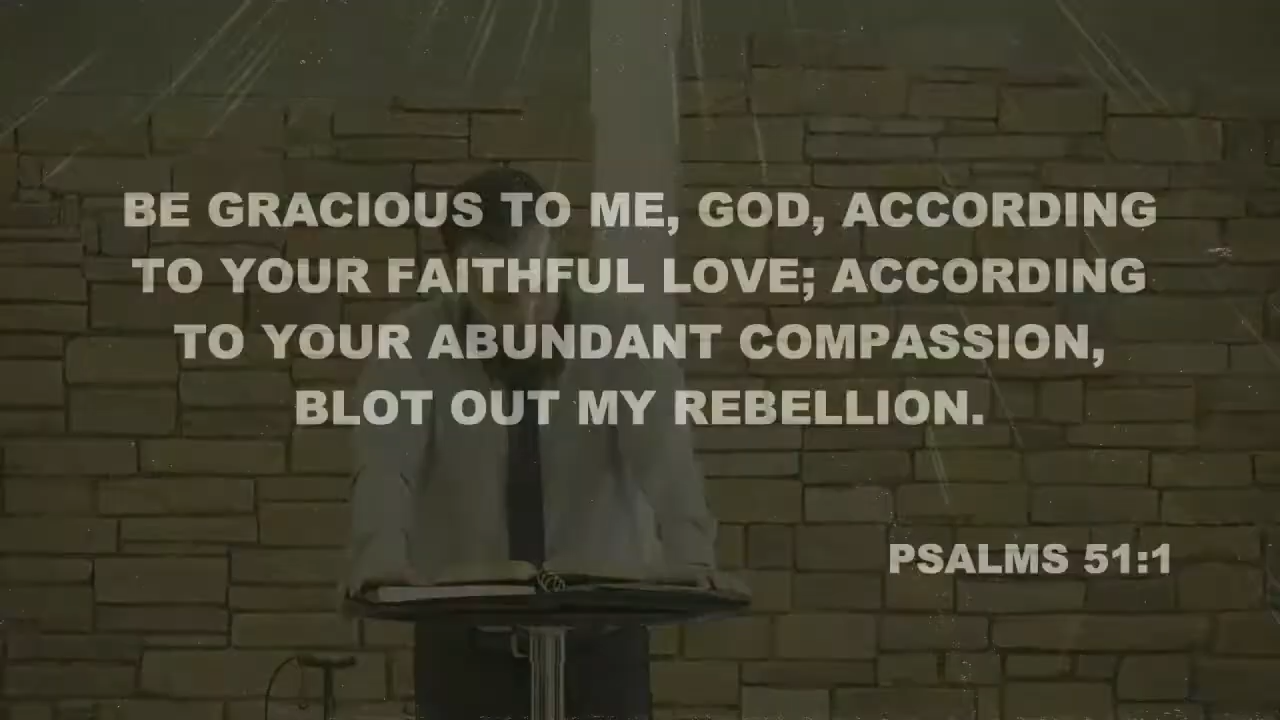 BE GRACIOUS TO ME, GOD, ACCORDING
TO YOUR FAITHFUL LOVE; ACCORDING
TO YOUR ABUNDANT COMPASSION,
BLOT OUT MY REBELLION.
PSALMS 51:1